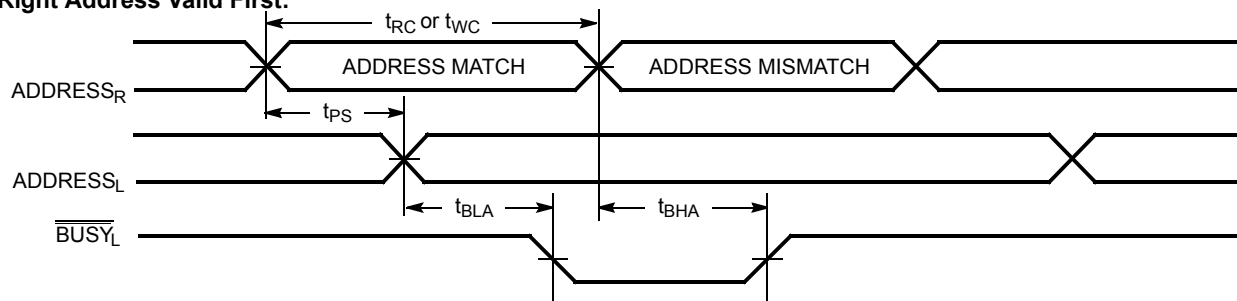 Right Address Valid First:
tRC or tWC
ADDRESS MATCH
ADDRESS MISMATCH
ADDRESSR
tPS
ADDRESSL
tBLA
tBHA
BUSYL